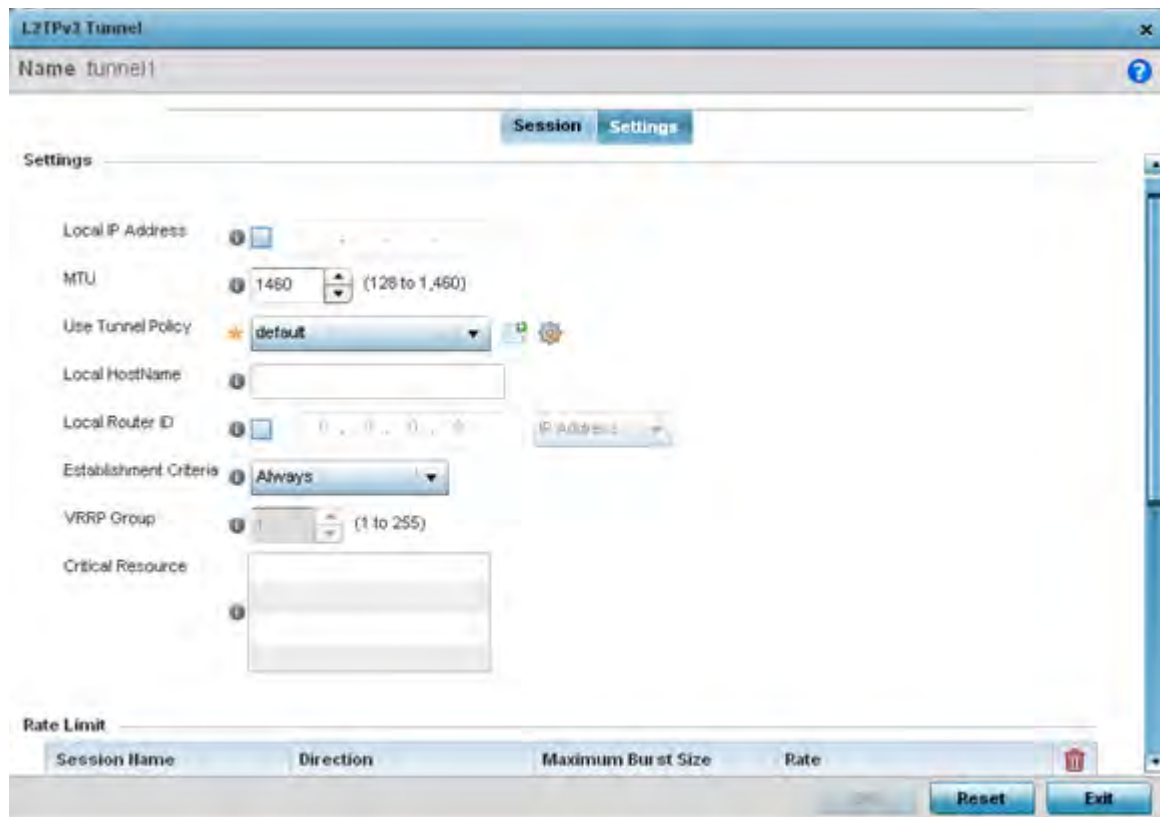 L2TPv3 Tunnel
Name tunnel1
Session Settings
Settings
Local IP Address
MTU 1460 (128 to 1,460)
Use Tunnel Policy default
Local HostName
Local Router ID 0 . 0 . 0 . 0 IP Address
Establishment Criteria Always
VRRP Group 1 (1 to 255)
Critical Resource
Rate Limit
Session Name Direction Maximum Burst Size Rate
Reset Exit